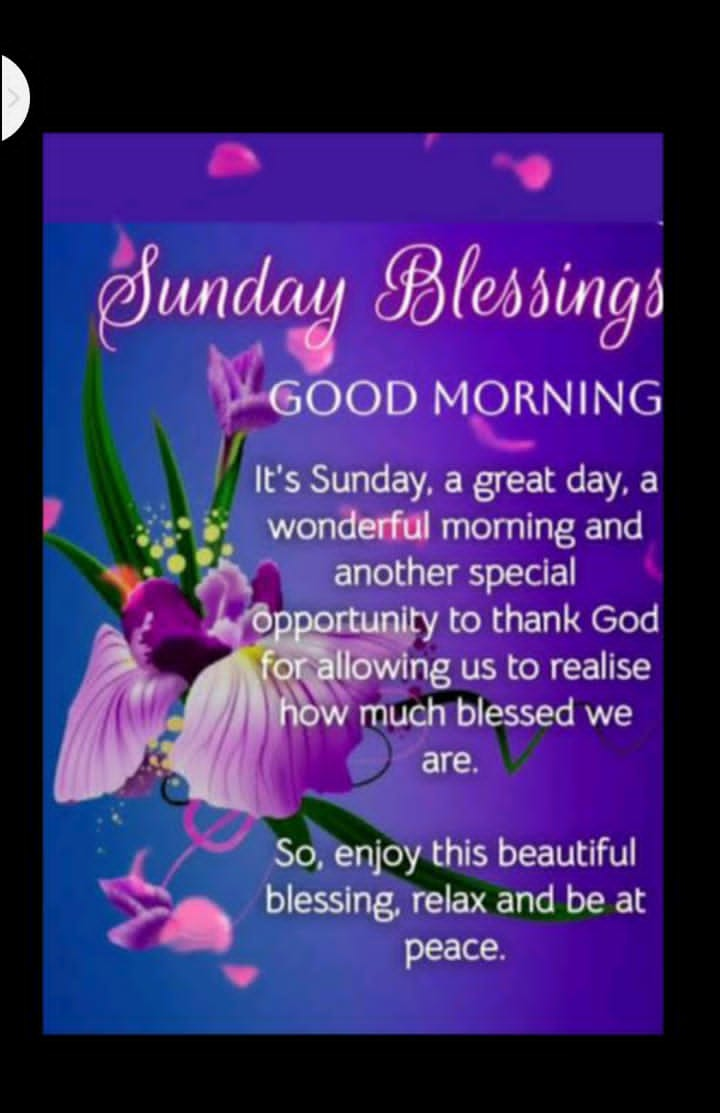 Sunday Blessings
GOOD MORNING
It's Sunday, a great day, a
wonderful morning and
another special
opportunity to thank God
for allowing us to realise
how much blessed we
are.
So, enjoy this beautiful
blessing, relax and be at
peace.